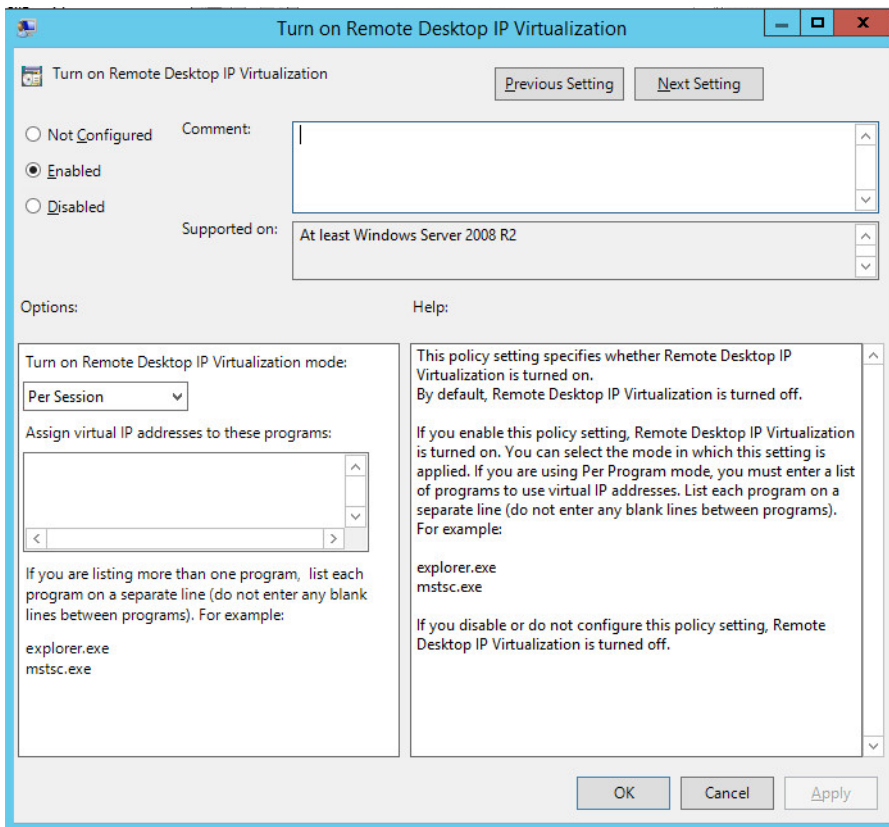 Turn on Remote Desktop IP Virtualization
Turn on Remote Desktop IP Virtualization
Previous Setting
Next Setting
Not Configured
Comment:
Enabled
Disabled
Supported on:
At least Windows Server 2008 R2
Options:
Help:
Turn on Remote Desktop IP Virtualization mode:
Per Session
Assign virtual IP addresses to these programs:
If you are listing more than one program, list each
program on a separate line (do not enter any blank
lines between programs). For example:
explorer.exe
mstsc.exe
This policy setting specifies whether Remote Desktop IP
Virtualization is turned on.
By default, Remote Desktop IP Virtualization is turned off.
If you enable this policy setting, Remote Desktop IP Virtualization
is turned on. You can select the mode in which this setting is
applied. If you are using Per Program mode, you must enter a list
of programs to use virtual IP addresses. List each program on a
separate line (do not enter any blank lines between programs).
For example:
explorer.exe
mstsc.exe
If you disable or do not configure this policy setting, Remote
Desktop IP Virtualization is turned off.
OK
Cancel
Apply